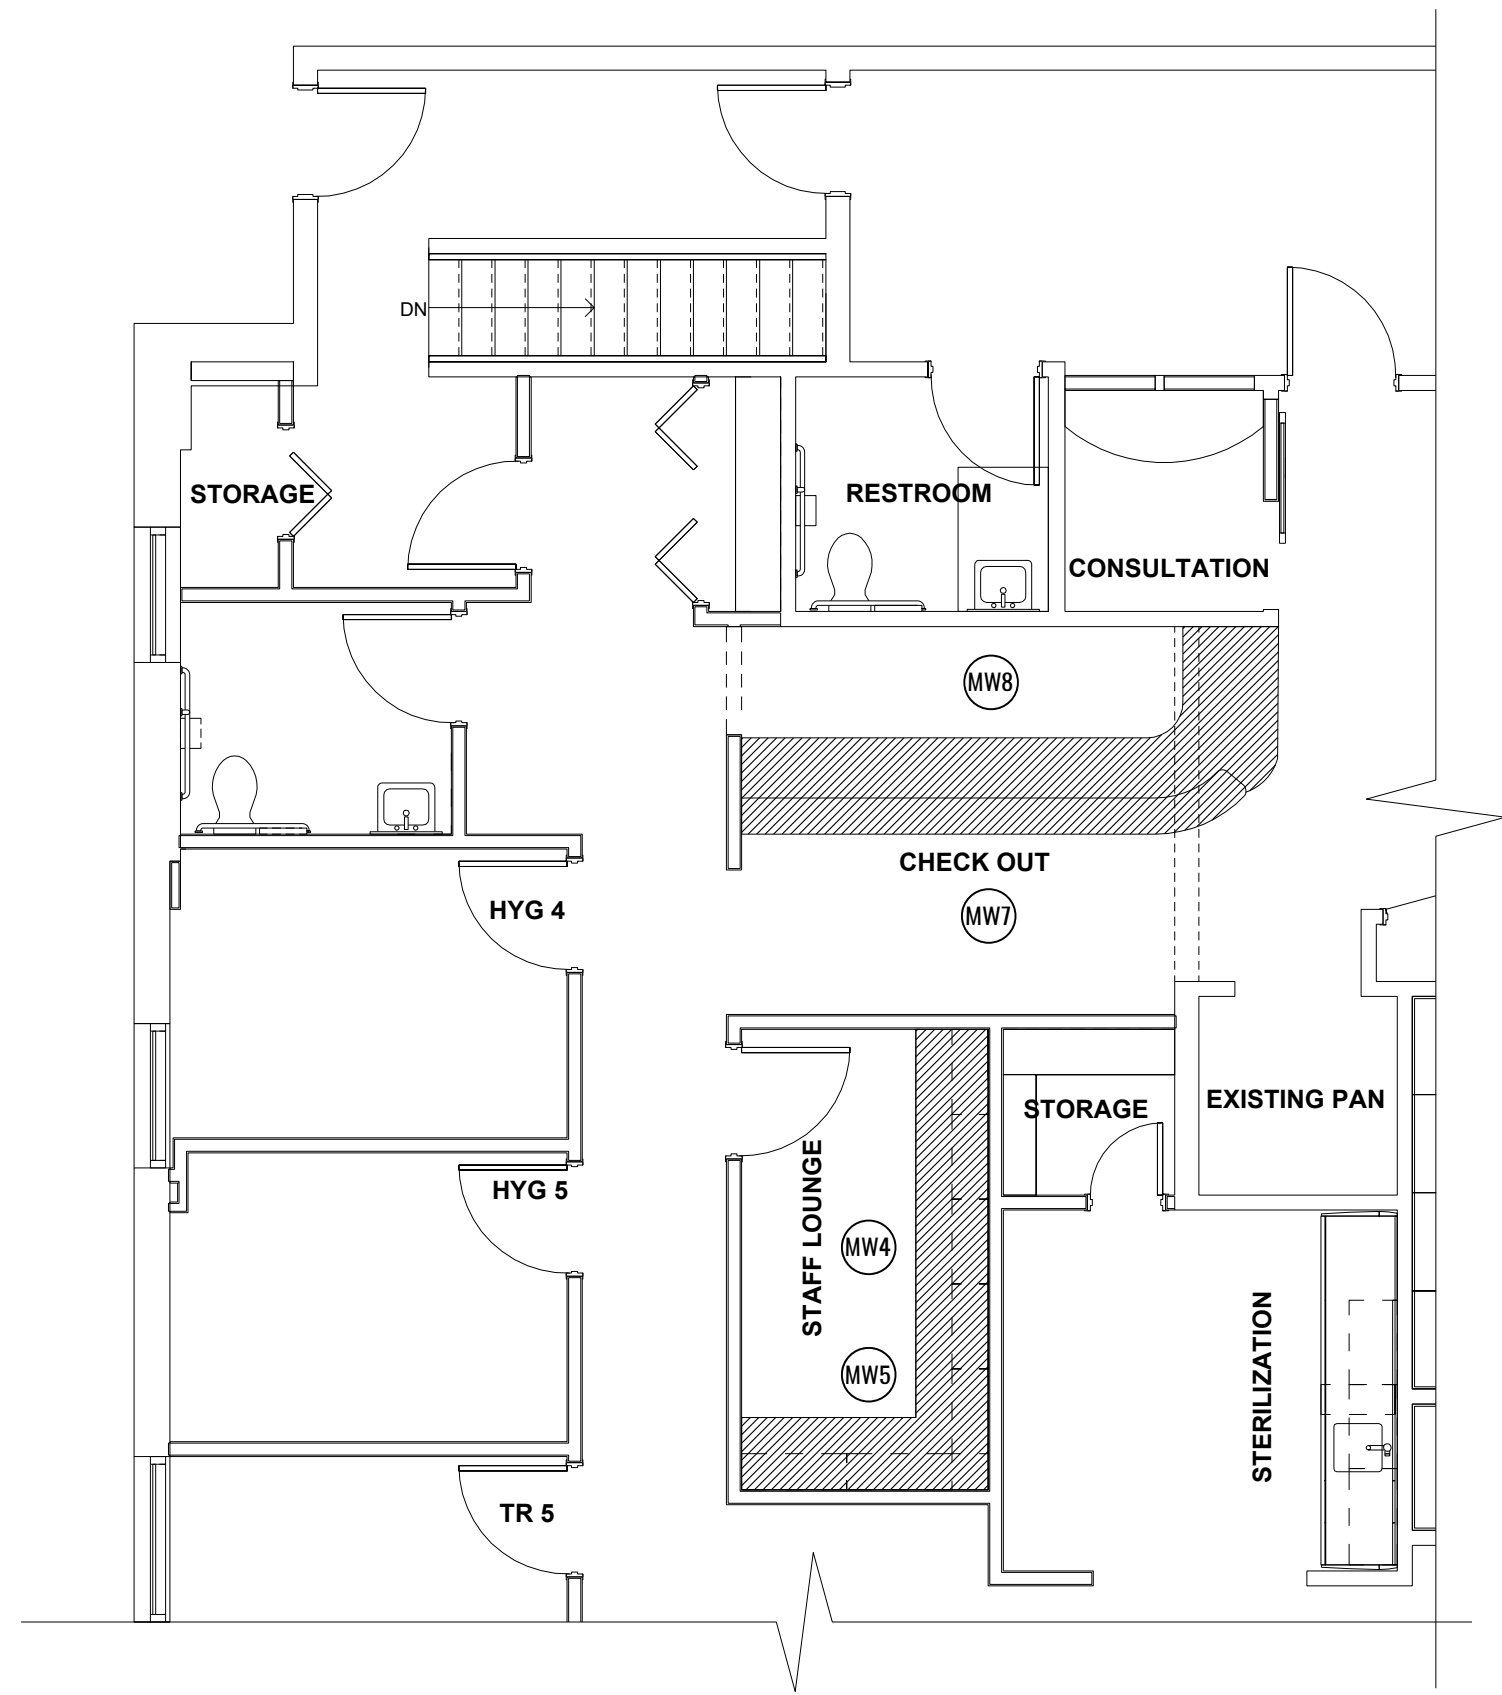 DN
STORAGE
RESTROOM
CONSULTATION
MW8
CHECK OUT
HYG 4
MW7
EXISTING PAN
STORAGE
HYG 5
STAFF LOUNGE
MW4
STERILIZATION
MW5
TR 5